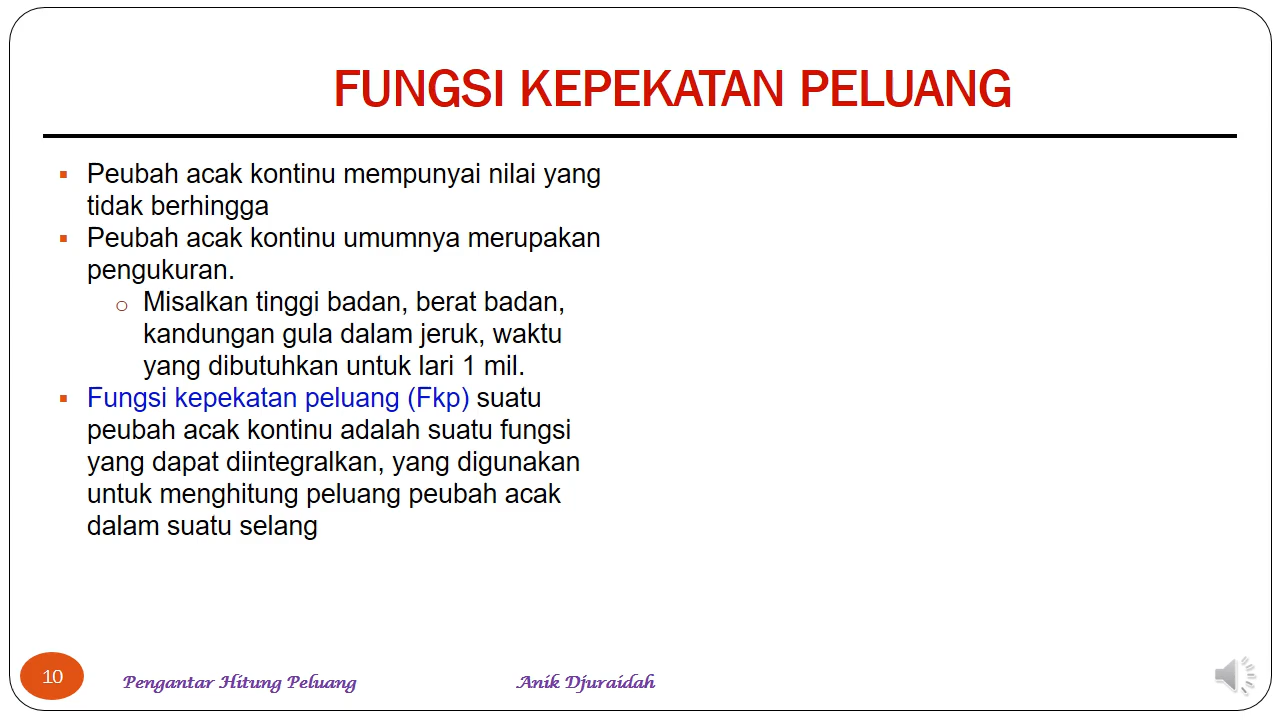 FUNGSI KEPEKATAN PELUANG
▪ Peubah acak kontinu mempunyai nilai yang
tidak berhingga
▪ Peubah acak kontinu umumnya merupakan
pengukuran.
o Misalkan tinggi badan, berat badan,
kandungan gula dalam jeruk, waktu
yang dibutuhkan untuk lari 1 mil.
▪ Fungsi kepekatan peluang (Fkp) suatu
peubah acak kontinu adalah suatu fungsi
yang dapat diintegralkan, yang digunakan
untuk menghitung peluang peubah acak
dalam suatu selang
10 Pengantar Hitung Peluang Anik Djuraidah